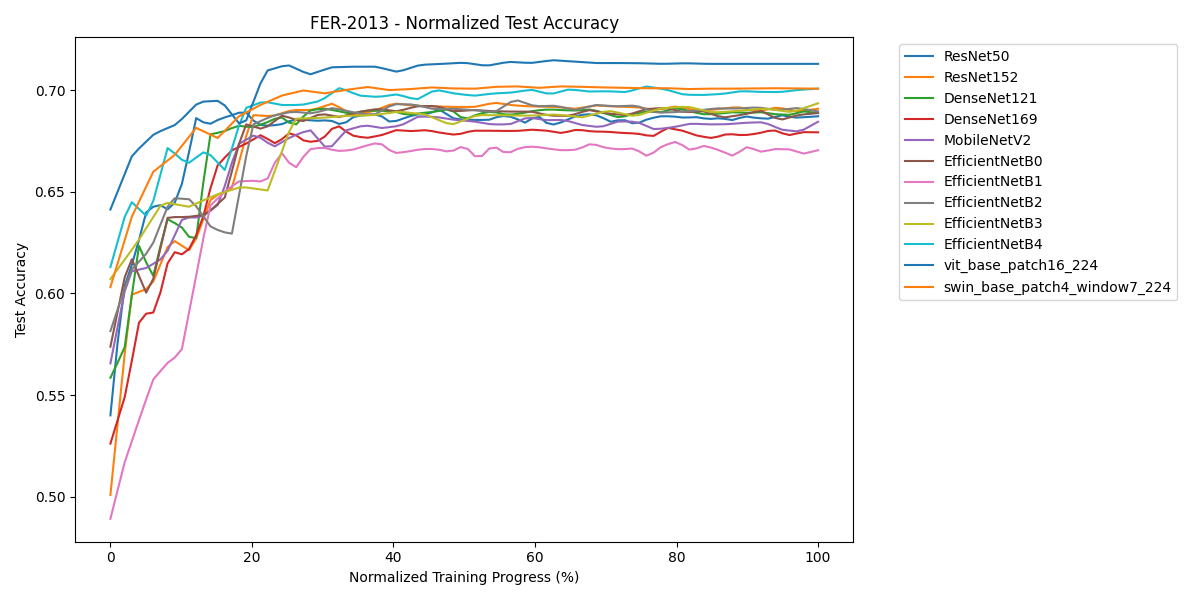 FER-2013 - Normalized Test Accuracy
Test Accuracy
0.70
0.65
0.60
0.55
0.50
0
20
40
60
80
100
Normalized Training Progress (%)
ResNet50
ResNet152
DenseNet121
DenseNet169
MobileNetV2
EfficientNetB0
EfficientNetB1
EfficientNetB2
EfficientNetB3
EfficientNetB4
vit_base_patch16_224
swin_base_patch4_window7_224